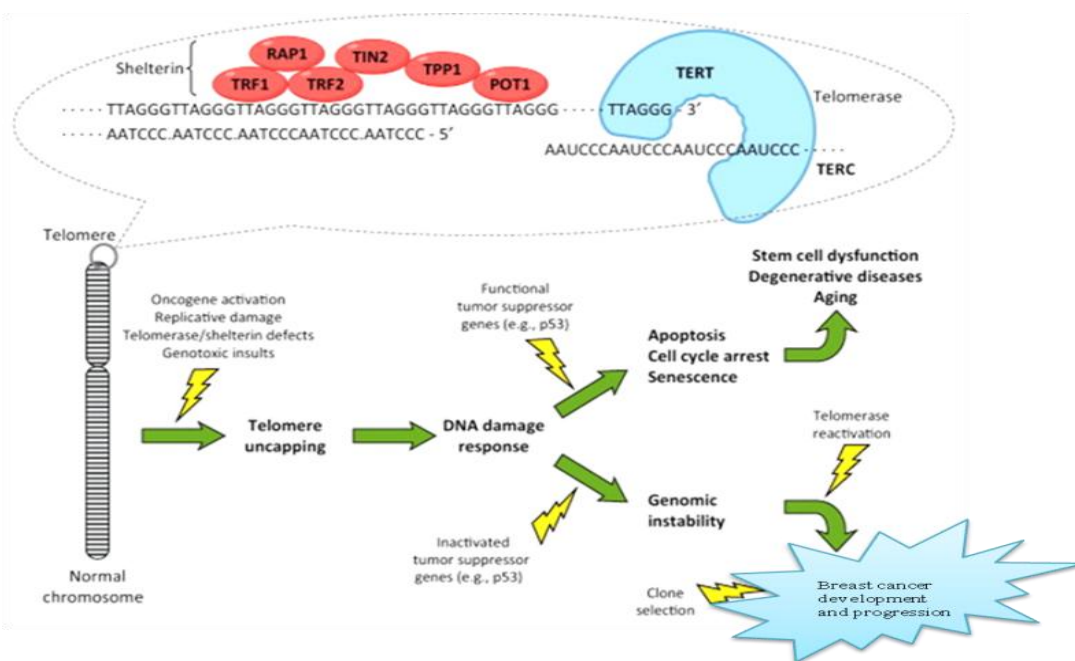 Shelterin
RAP1
TIN2
TRF1
TRF2
TPP1
POT1
·····TTAGGGTTAGGGTTAGGGTTAGGGTTAGGGTTAGGGTTAGGG·····TTAGGG - 3′
·····AATCCC.AATCCC.AATCCCAATCCC.AATCCC - 5′
TERT
Telomerase
AAUCCCAAUCCCAAUCCCAAUCCC·····
TERC
Telomere
Normal
chromosome
Oncogene activation
Replicative damage
Telomerase/shelterin defects
Genotoxic insults
Telomere
uncapping
DNA damage
response
Functional
tumor suppressor
genes (e.g., p53)
Inactivated
tumor suppressor
genes (e.g., p53)
Apoptosis
Cell cycle arrest
Senescence
Stem cell dysfunction
Degenerative diseases
Aging
Genomic
instability
Telomerase
reactivation
Clone
selection
Breast cancer
development
and progression